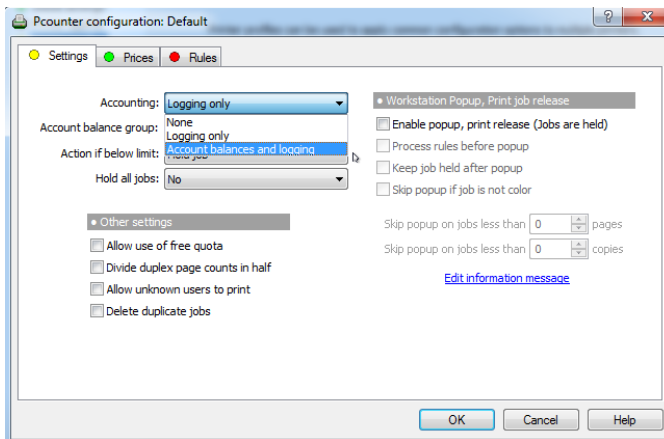 Pcounter configuration: Default
Settings
Prices
Rules
Accounting: Logging only
None
Logging only
Account balances and logging
Account balance group:
Action if below limit: Hold job
Hold all jobs: No
Other settings
Allow use of free quota
Divide duplex page counts in half
Allow unknown users to print
Delete duplicate jobs
Workstation Popup, Print job release
Enable popup, print release (Jobs are held)
Process rules before popup
Keep job held after popup
Skip popup if job is not color
Skip popup on jobs less than 0 pages
Skip popup on jobs less than 0 copies
Edit information message
OK
Cancel
Help